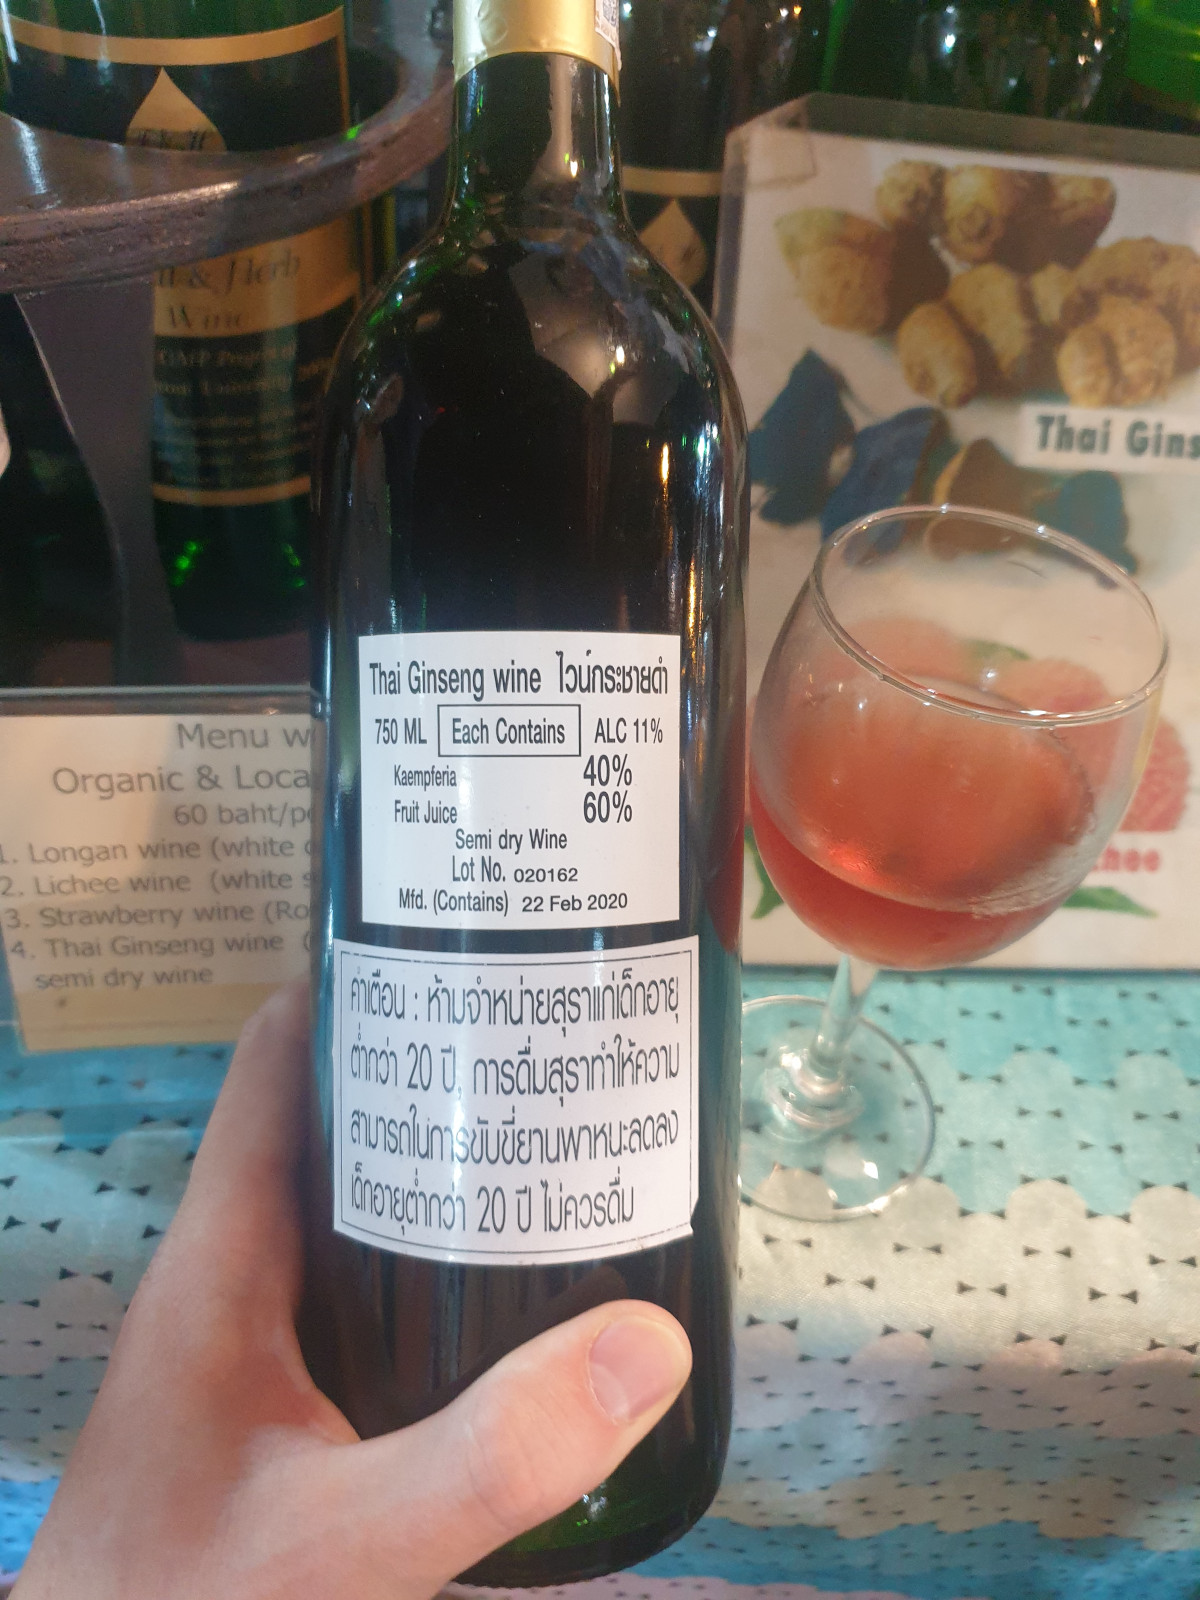 & Herb
Wine
Thai Gins
Thai Ginseng wine ไวน์กระชายดำ
750 ML Each Contains ALC 11%
Kaempferia 40%
Fruit Juice 60%
Semi dry Wine
Lot No. 020162
Mfd. (Contains) 22 Feb 2020
คำเตือน : ห้ามจำหน่ายสุราแก่เด็กอายุ
ต่ำกว่า 20 ปี, การดื่มสุราทำให้ความ
สามารถในการขับขี่ยานพาหนะลดลง
เด็กอายุต่ำกว่า 20 ปี ไม่ควรดื่ม
Menu w
Organic & Loca
60 baht/p
1. Longan wine (white
2. Lichee wine (white s
3. Strawberry wine (Ro
4. Thai Ginseng wine (
semi dry wine
chee